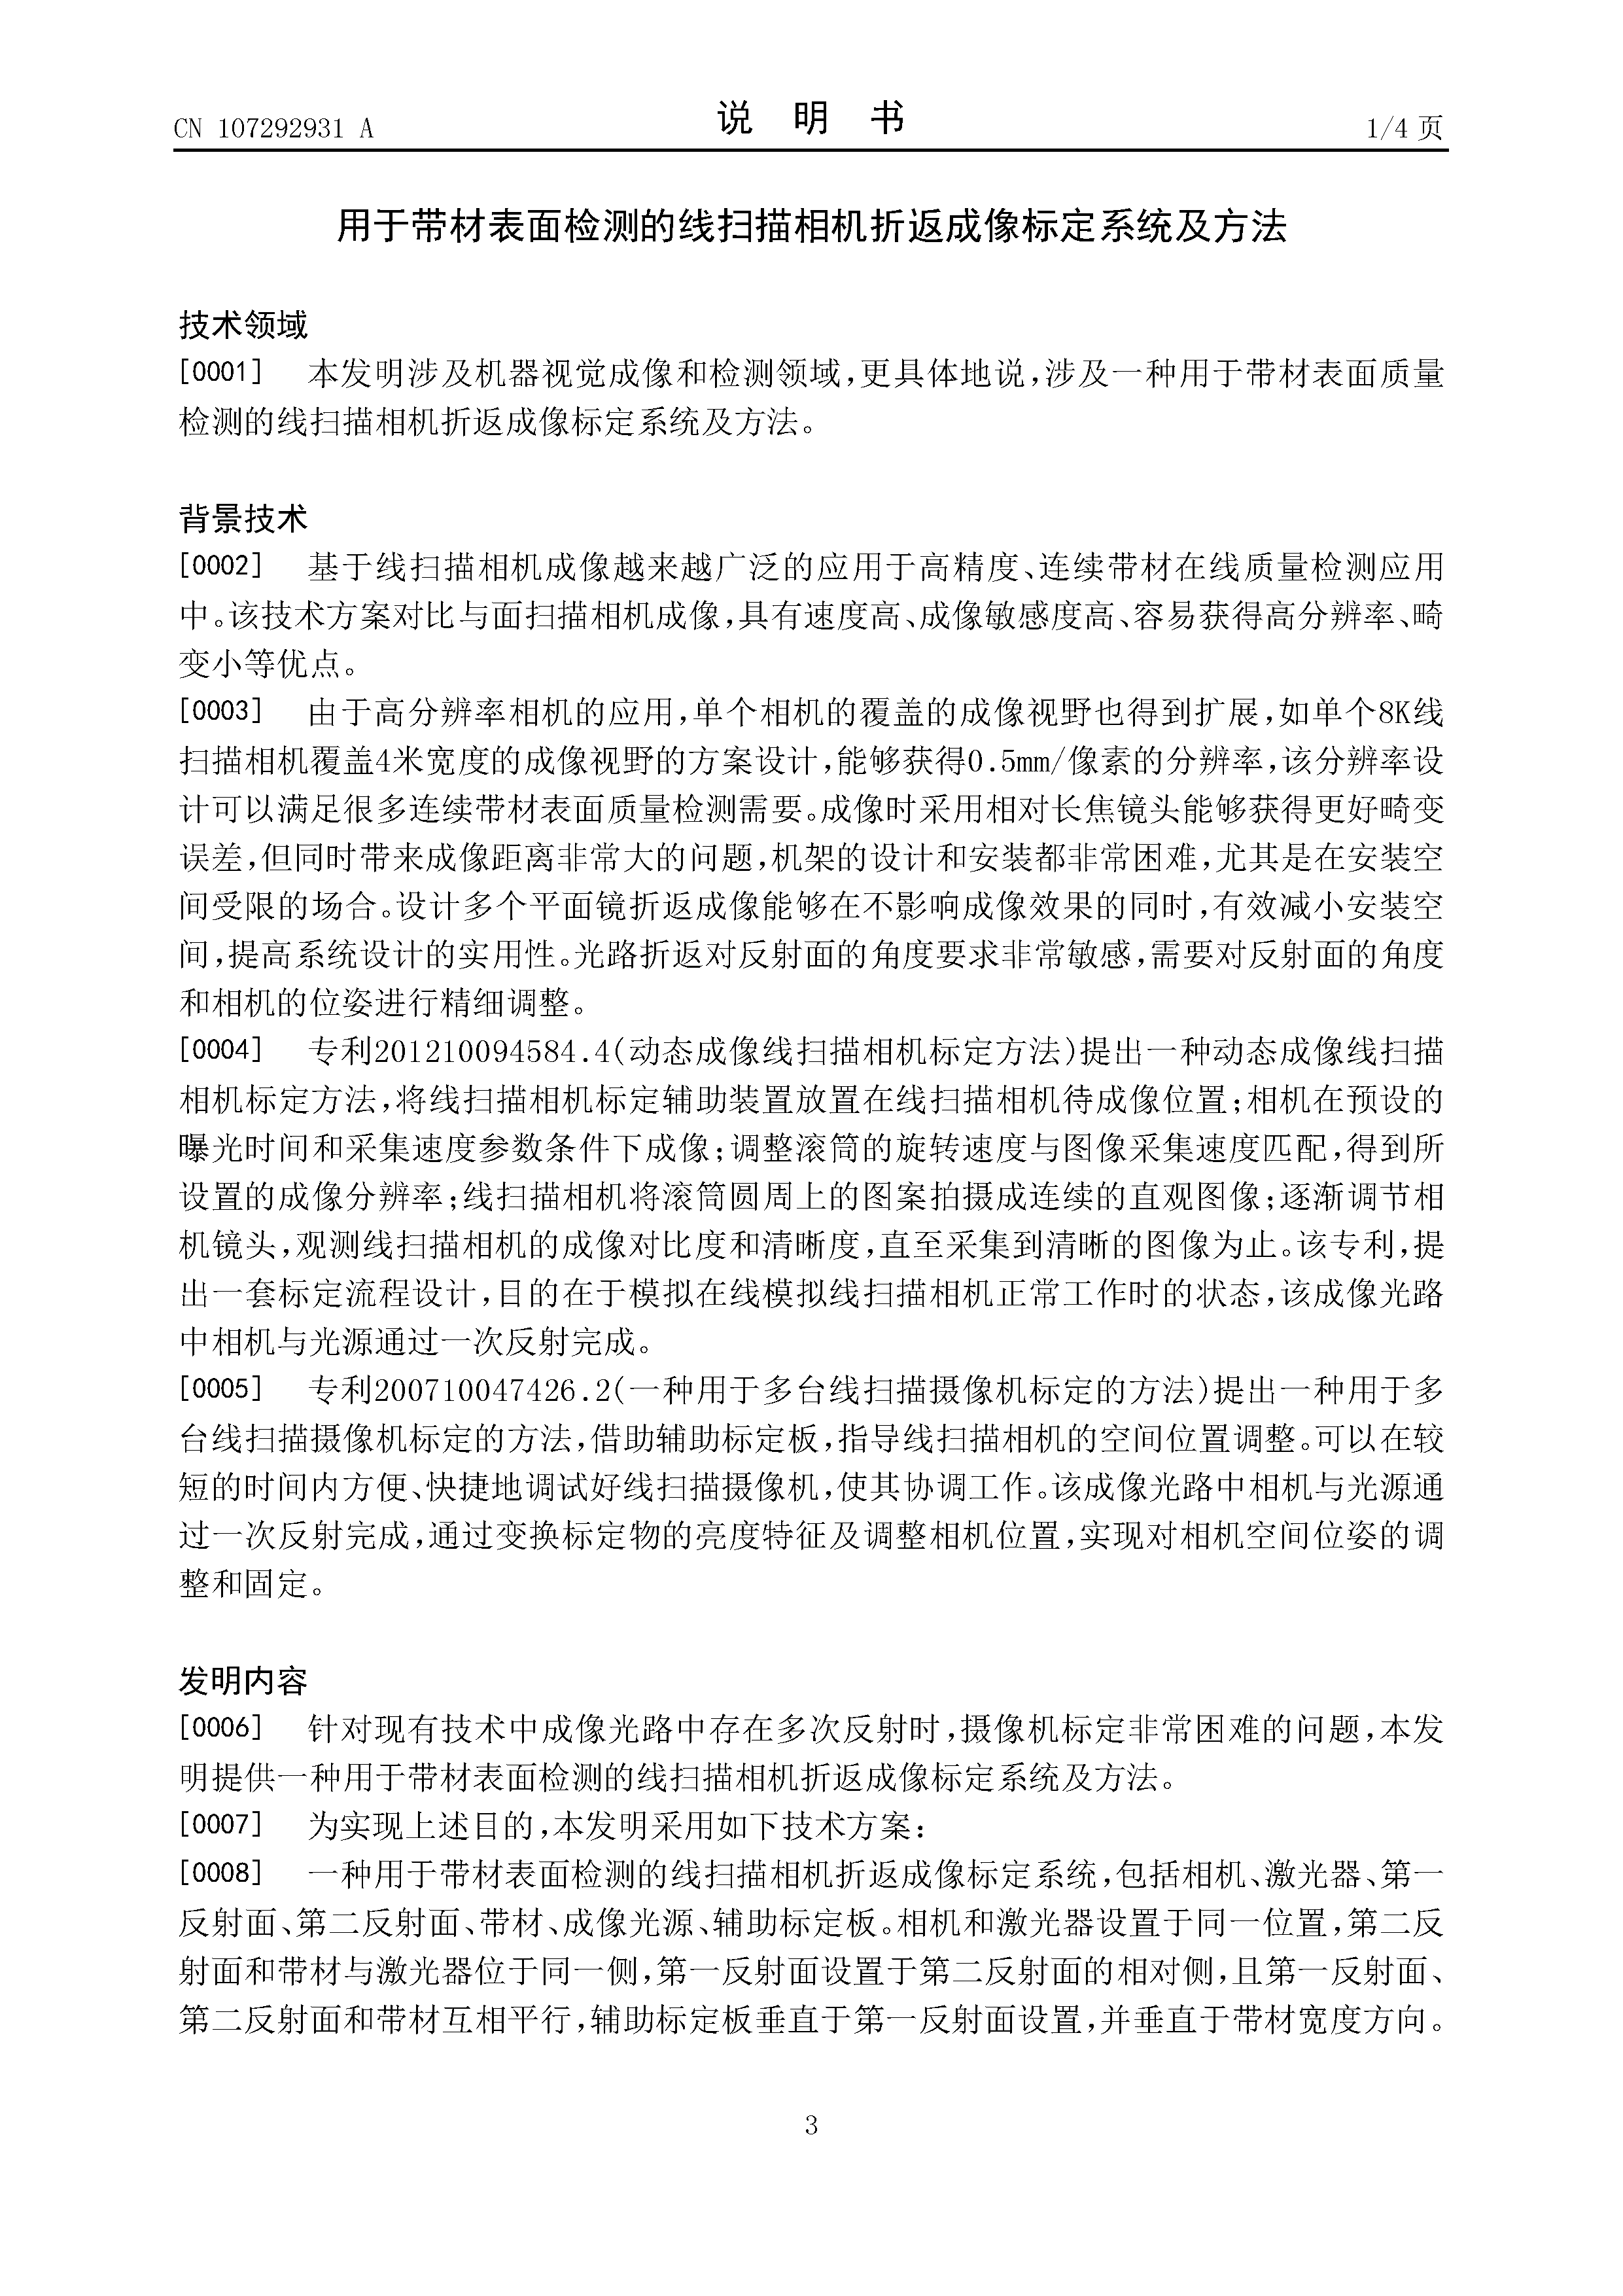 CN 107292931 A
说 明 书
1/4 页
用于带材表面检测的线扫描相机折返成像标定系统及方法
技术领域
[0001] 本发明涉及机器视觉成像和检测领域,更具体地说,涉及一种用于带材表面质量
检测的线扫描相机折返成像标定系统及方法。
背景技术
[0002] 基于线扫描相机成像越来越广泛的应用于高精度、连续带材在线质量检测应用
中。该技术方案对比与面扫描相机成像,具有速度高、成像敏感度高、容易获得高分辨率、畸
变小等优点。
[0003] 由于高分辨率相机的应用,单个相机的覆盖的成像视野也得到扩展,如单个8K线
扫描相机覆盖4米宽度的成像视野的方案设计,能够获得0.5mm/像素的分辨率,该分辨率设
计可以满足很多连续带材表面质量检测需要。成像时采用相对长焦镜头能够获得更好畸变
误差,但同时带来成像距离非常大的问题,机架的设计和安装都非常困难,尤其是在安装空
间受限的场合。设计多个平面镜折返成像能够在不影响成像效果的同时,有效减小安装空
间,提高系统设计的实用性。光路折返对反射面的角度要求非常敏感,需要对反射面的角度
和相机的位姿进行精细调整。
[0004] 专利201210094584.4(动态成像线扫描相机标定方法)提出一种动态成像线扫描
相机标定方法,将线扫描相机标定辅助装置放置在线扫描相机待成像位置;相机在预设的
曝光时间和采集速度参数条件下成像;调整滚筒的旋转速度与图像采集速度匹配,得到所
设置的成像分辨率;线扫描相机将滚筒圆周上的图案拍摄成连续的直观图像;逐渐调节相
机镜头,观测线扫描相机的成像对比度和清晰度,直至采集到清晰的图像为止。该专利,提
出一套标定流程设计,目的在于模拟在线模拟线扫描相机正常工作时的状态,该成像光路
中相机与光源通过一次反射完成。
[0005] 专利200710047426.2(一种用于多台线扫描摄像机标定的方法)提出一种用于多
台线扫描摄像机标定的方法,借助辅助标定板,指导线扫描相机的空间位置调整。可以在较
短的时间内方便、快捷地调试好线扫描摄像机,使其协调工作。该成像光路中相机与光源通
过一次反射完成,通过变换标定物的亮度特征及调整相机位置,实现对相机空间位姿的调
整和固定。
发明内容
[0006] 针对现有技术中成像光路中存在多次反射时,摄像机标定非常困难的问题,本发
明提供一种用于带材表面检测的线扫描相机折返成像标定系统及方法。
[0007] 为实现上述目的,本发明采用如下技术方案:
[0008] 一种用于带材表面检测的线扫描相机折返成像标定系统,包括相机、激光器、第一
反射面、第二反射面、带材、成像光源、辅助标定板。相机和激光器设置于同一位置,第二反
射面和带材与激光器位于同一侧,第一反射面设置于第二反射面的相对侧,且第一反射面、
第二反射面和带材互相平行,辅助标定板垂直于第一反射面设置,并垂直于带材宽度方向。
3